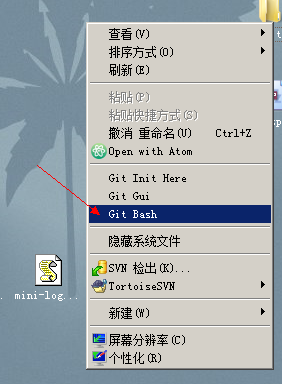 查看(V)
排序方式(O)
刷新(E)
粘贴(P)
粘贴快捷方式(S)
撤消 重命名(U) Ctrl+Z
Open with Atom
Git Init Here
Git Gui
Git Bash
隐藏系统文件
SVN 检出(K)...
TortoiseSVN
新建(W)
屏幕分辨率(C)
个性化(R)
mini-log...